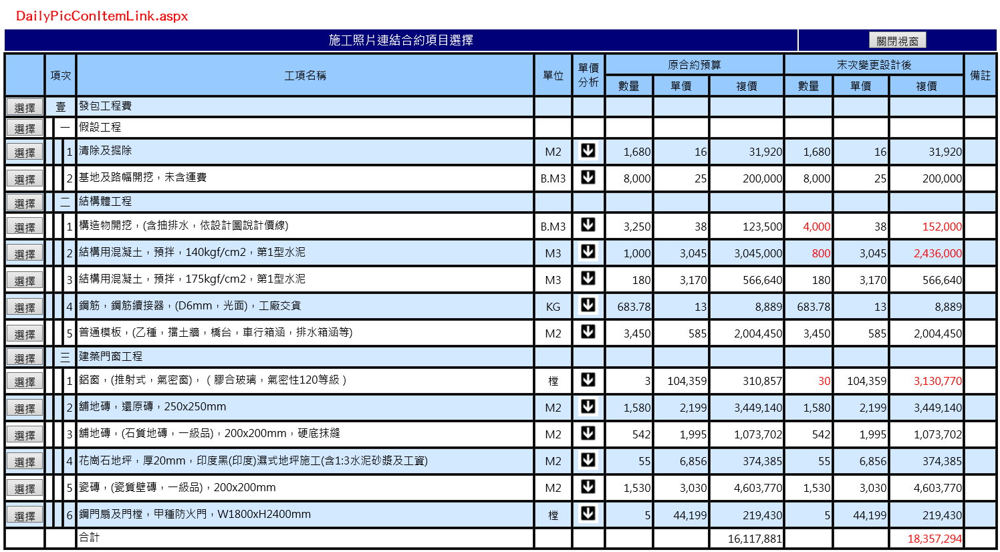 DailyPicConItemLink.aspx
施工照片連結合約項目選擇 關閉視窗
項次 工項名稱 單位 單價分析 原合約預算 末次變更設計後 備註
數量 單價 複價 數量 單價 複價
選擇 壹 發包工程費
選擇 一 假設工程
選擇 1 清除及掘除 M2 1,680 16 31,920 1,680 16 31,920
選擇 2 基地及路幅開挖，未含運費 B.M3 8,000 25 200,000 8,000 25 200,000
選擇 二 結構體工程
選擇 1 構造物開挖，(含抽排水，依設計圖說計價線) B.M3 3,250 38 123,500 4,000 38 152,000
選擇 2 結構用混凝土，預拌，140kgf/cm2，第1型水泥 M3 1,000 3,045 3,045,000 800 3,045 2,436,000
選擇 3 結構用混凝土，預拌，175kgf/cm2，第1型水泥 M3 180 3,170 566,640 180 3,170 566,640
選擇 4 鋼筋，鋼筋續接器，(D6mm，光面)，工廠交貨 KG 683.78 13 8,889 683.78 13 8,889
選擇 5 普通模板，(乙種，擋土牆，橋台，車行箱涵，排水箱涵等) M2 3,450 585 2,004,450 3,450 585 2,004,450
選擇 三 建築門窗工程
選擇 1 鋁窗，(推射式，氣密窗)，（膠合玻璃，氣密性120等級） 樘 3 104,359 310,857 30 104,359 3,130,770
選擇 2 舖地磚，還原磚，250x250mm M2 1,580 2,199 3,449,140 1,580 2,199 3,449,140
選擇 3 舖地磚，(石質地磚，一級品)，200x200mm，硬底抹縫 M2 542 1,995 1,073,702 542 1,995 1,073,702
選擇 4 花崗石地坪，厚20mm，印度黑(印度)濕式地坪施工(含1:3水泥砂漿及工資) M2 55 6,856 374,385 55 6,856 374,385
選擇 5 瓷磚，(瓷質壁磚，一級品)，200x200mm M2 1,530 3,030 4,603,770 1,530 3,030 4,603,770
選擇 6 鋼門扇及門樘，甲種防火門，W1800xH2400mm 樘 5 44,199 219,430 5 44,199 219,430
合計 16,117,881 18,357,294